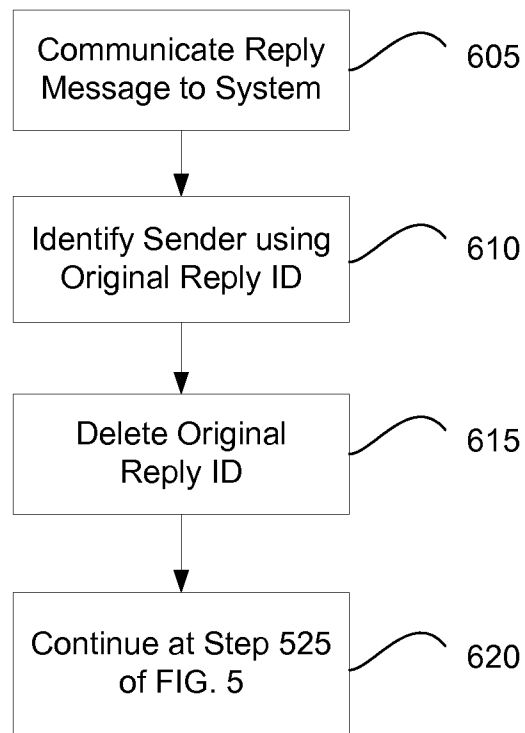 Communicate Reply
Message to System
605
Identify Sender using
Original Reply ID
610
Delete Original
Reply ID
615
Continue at Step 525
of FIG. 5
620